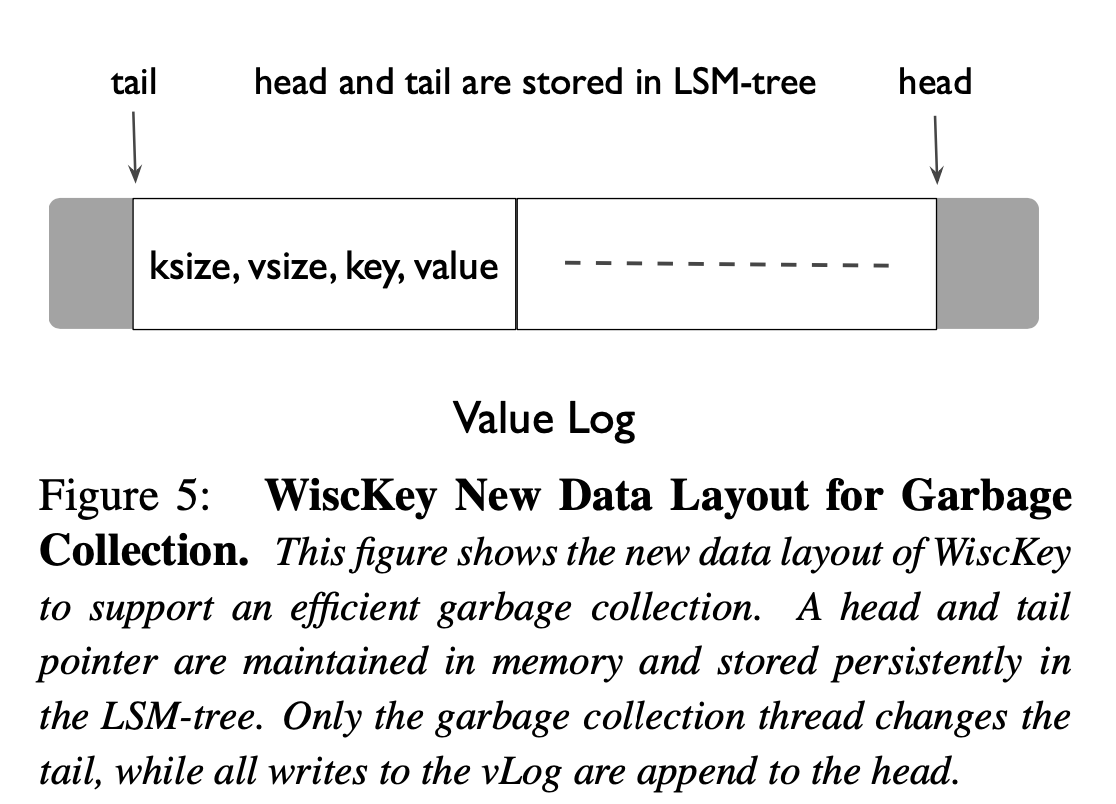 tail head and tail are stored in LSM-tree head
ksize, vsize, key, value
Value Log
Figure 5: WiscKey New Data Layout for Garbage
Collection. This figure shows the new data layout of WiscKey
to support an efficient garbage collection. A head and tail
pointer are maintained in memory and stored persistently in
the LSM-tree. Only the garbage collection thread changes the
tail, while all writes to the vLog are append to the head.